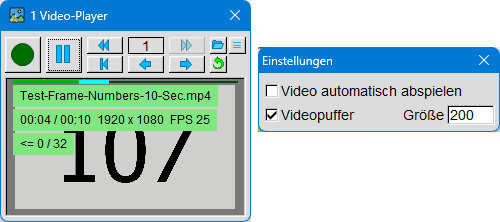 1 Video-Player
1
Test-Frame-Numbers-10-Sec.mp4
00:04 / 00:10 1920 x 1080 FPS 25
<= 0 / 32
107
Einstellungen
Video automatisch abspielen
Videopuffer Größe 200